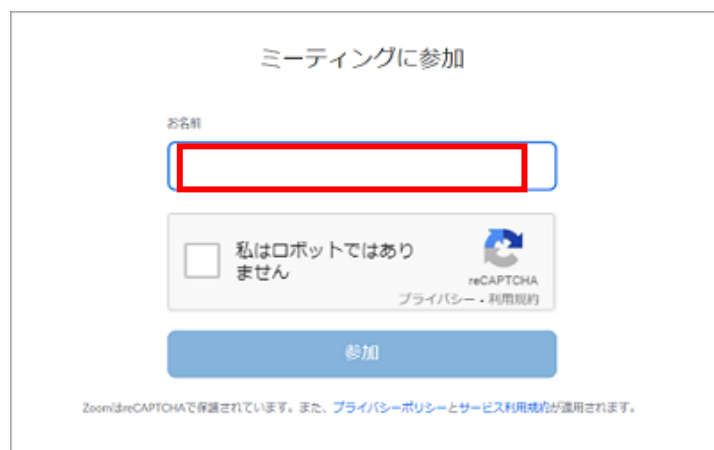 ミーティングに参加
お名前
私はロボットではあり
ません
reCAPTCHA
プライバシー - 利用規約
参加
ZoomはreCAPTCHAで保護されています。また、プライバシーポリシーとサービス利用規約が適用されます。